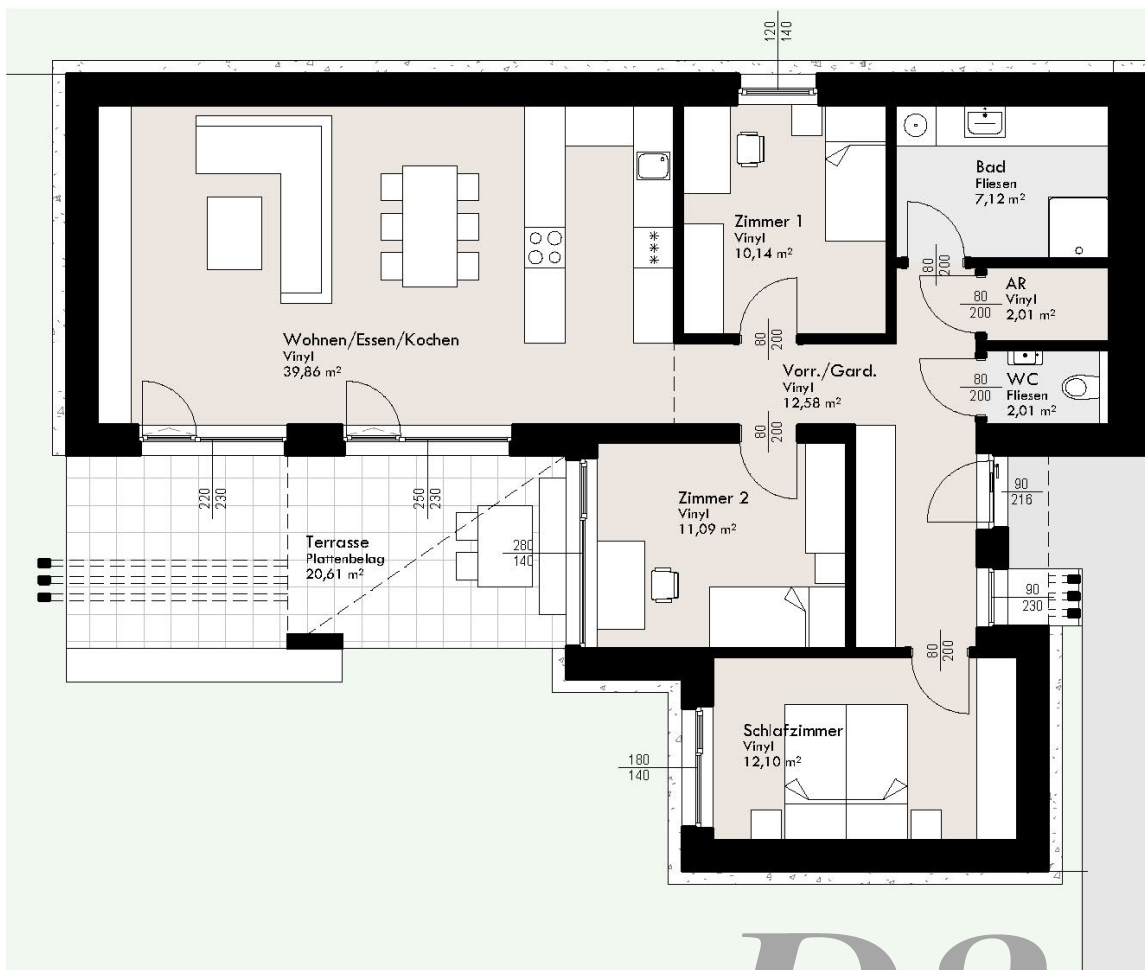 120
140
Bad
Fliesen
7,12 m²
Zimmer 1
Vinyl
10,14 m²
80
200
AR
Vinyl
2,01 m²
80
200
Wohnen/Essen/Kochen
Vinyl
39,86 m²
80
200
Vorr./Gard.
Vinyl
12,58 m²
WC
Fliesen
2,01 m²
80
200
80
200
220
230
250
230
Zimmer 2
Vinyl
11,09 m²
90
216
Terrasse
Plattenbelag
20,61 m²
280
140
90
230
80
200
Schlafzimmer
Vinyl
12,10 m²
180
140